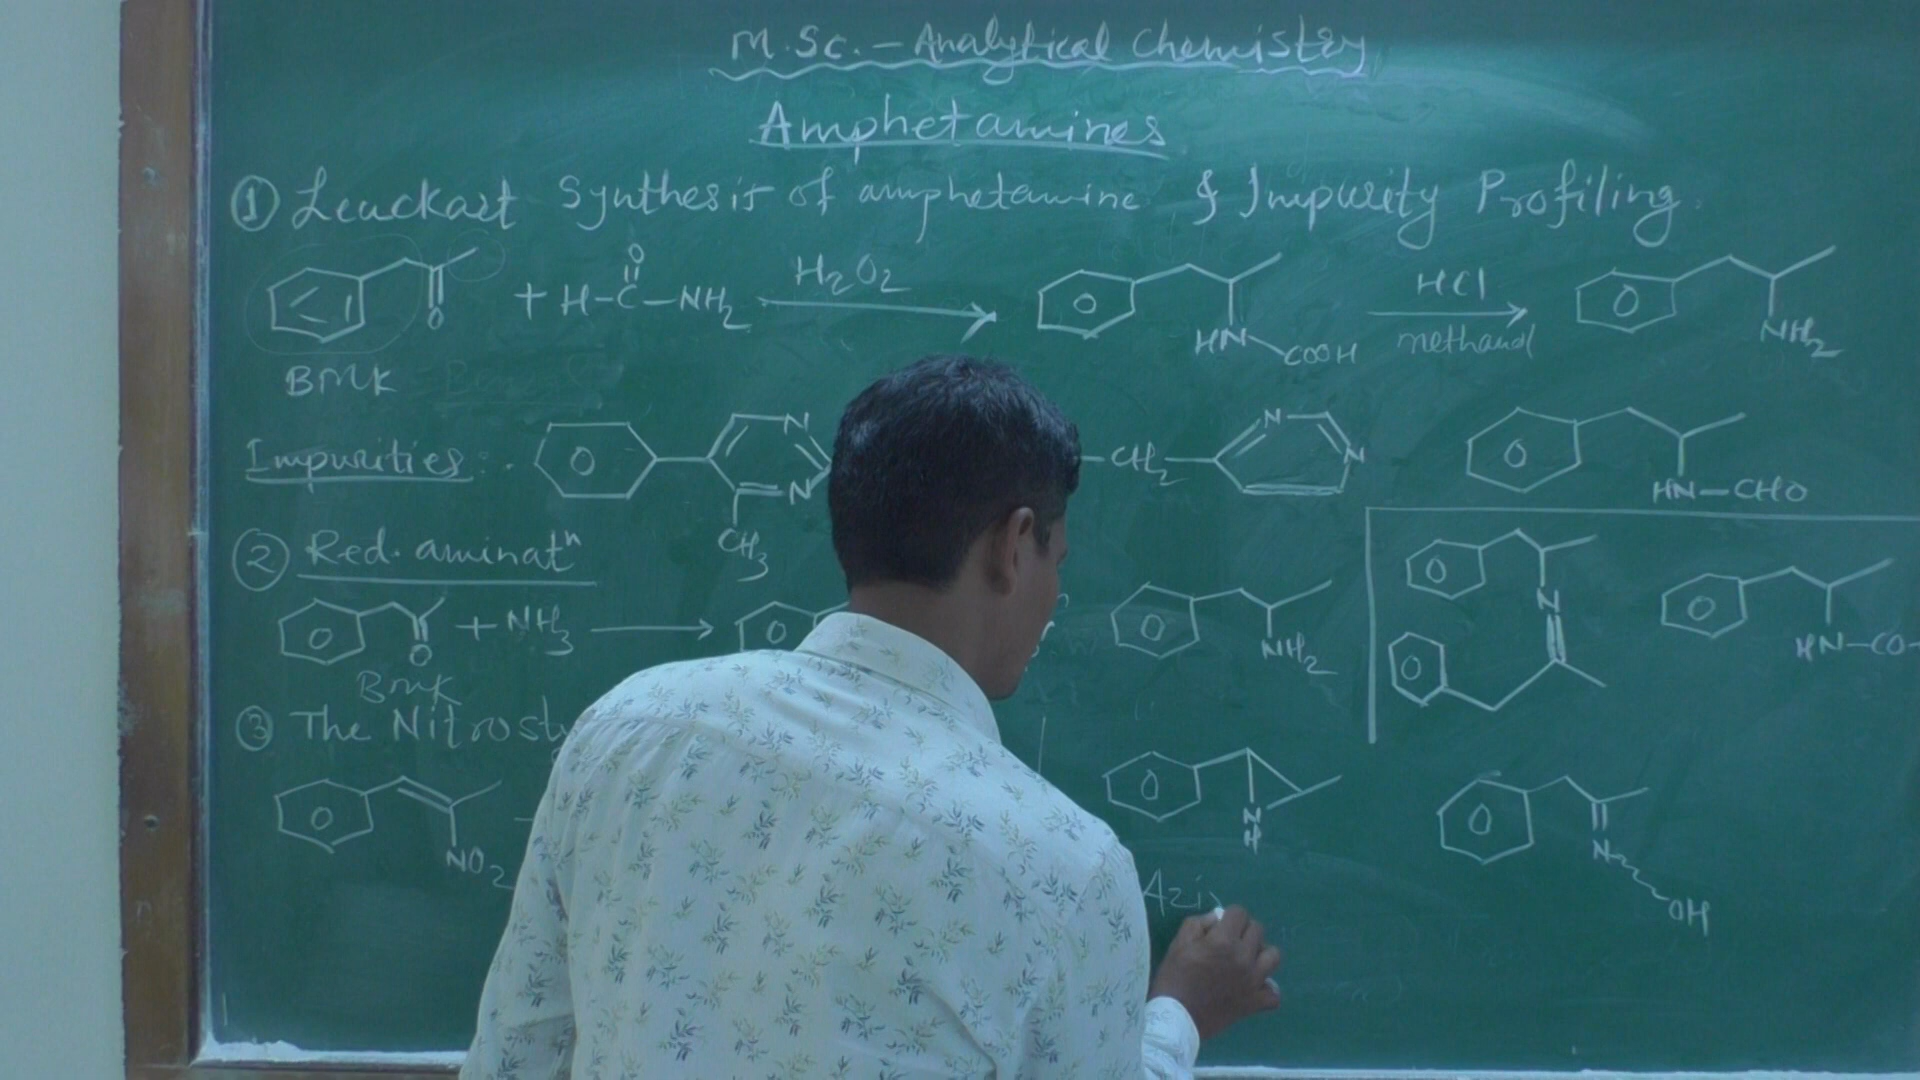 M.Sc. - Analytical Chemistry
Amphetamines
① Leuckart Synthesis of amphetamine & Impurity Profiling.
O
+ H-C-NH2 H2O2 HCl
O HN COOH methanol NH2
BMK
Impurities: N N CH2 N N
CH3 HN-CHO
② Red. aminatn
O + NH3 NH2 N HN-CO-
BMK
③ The Nitrosty
NO2 N H N OH
Azi